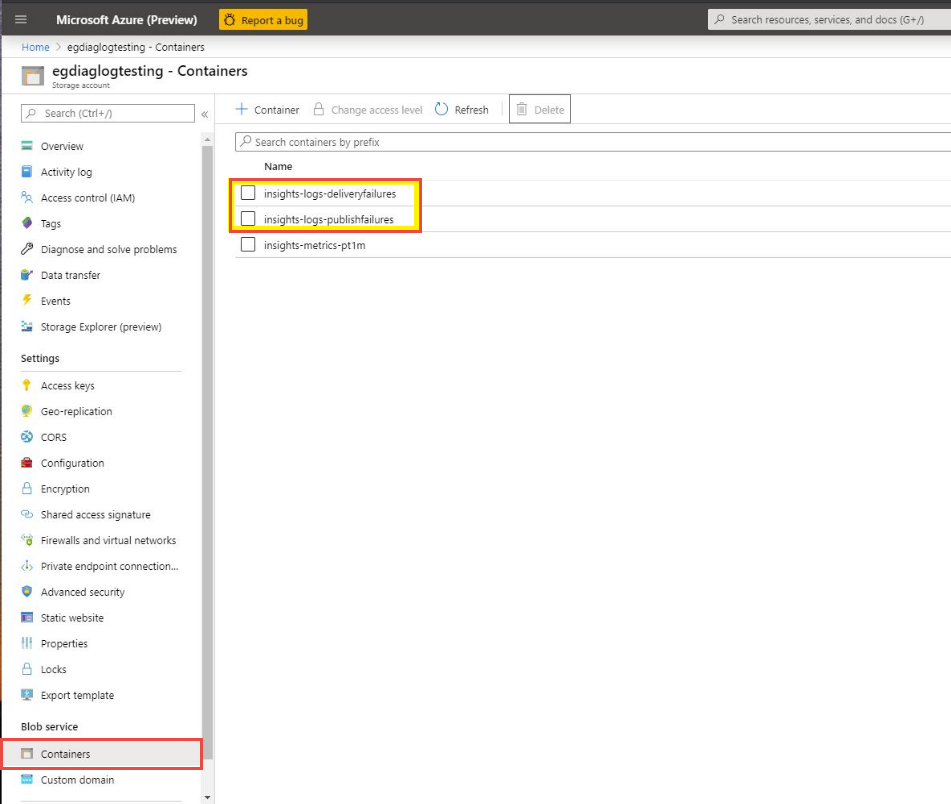 Microsoft Azure (Preview)
Report a bug
Search resources, services, and docs (G+/)
Home > egdiaglogtesting - Containers
egdiaglogtesting - Containers
Storage account
Search (Ctrl+/)
«
Overview
Activity log
Access control (IAM)
Tags
Diagnose and solve problems
Data transfer
Events
Storage Explorer (preview)
Settings
Access keys
Geo-replication
CORS
Configuration
Encryption
Shared access signature
Firewalls and virtual networks
Private endpoint connection...
Advanced security
Static website
Properties
Locks
Export template
Blob service
Containers
Custom domain
+ Container
Change access level
Refresh
Delete
Search containers by prefix
Name
insights-logs-deliveryfailures
insights-logs-publishfailures
insights-metrics-pt1m